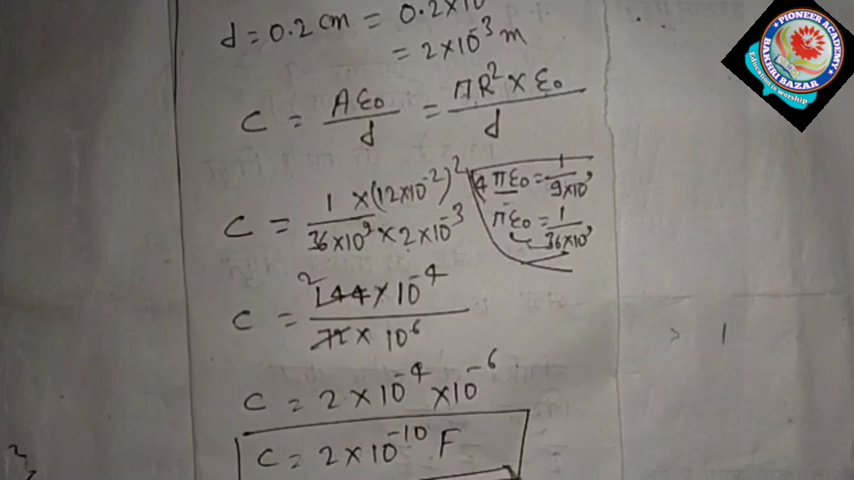 d = 0.2 cm = 0.2×10
= 2×10⁻³ m
C = Aε₀/d = πR² × ε₀/d
4πε₀ = 1/9×10⁹
πε₀ = 1/36×10⁹
C = 1×(12×10⁻²)²/36×10⁹×2×10⁻³
C = 2 144×10⁻⁴/72×10⁶
C = 2×10⁻⁴×10⁻⁶
C = 2×10⁻¹⁰ F
PIONEER ACADEMY
BAKHRI BAZAR
Education is worship